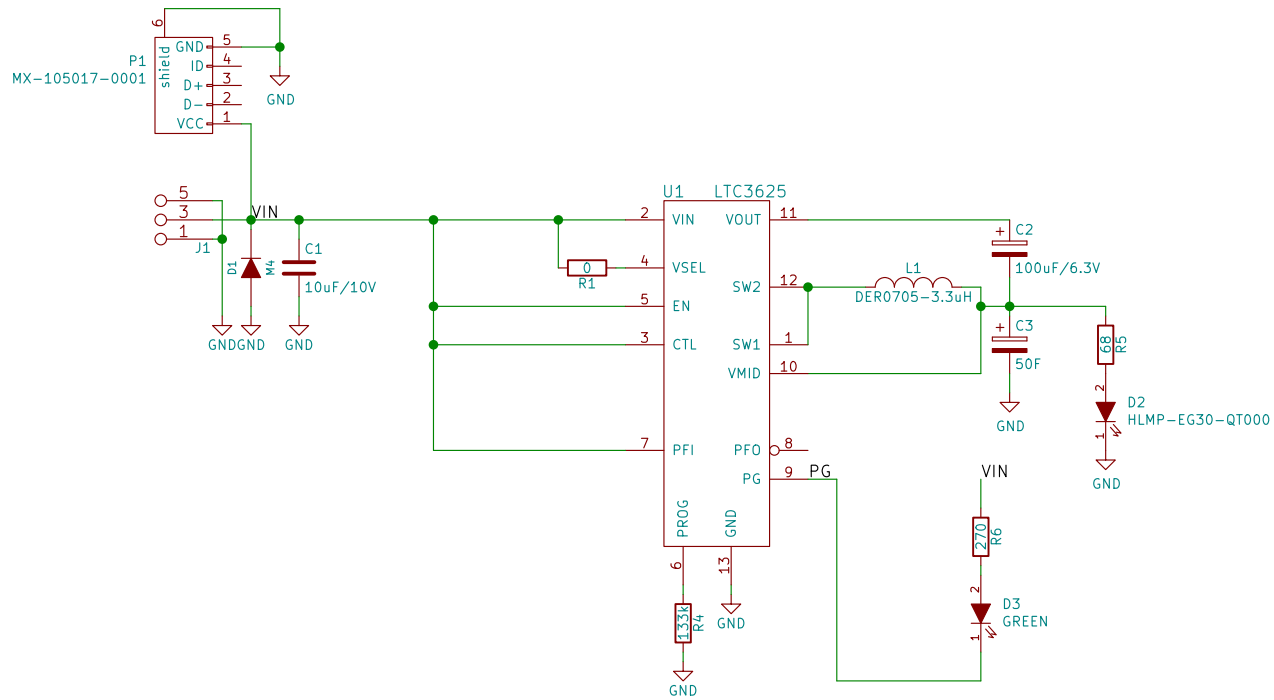 6
shield
P1
MX-105017-0001
GND 5
ID 4
D+ 3
D- 2
VCC 1
GND
5
3
1
J1
VIN
D1
M4
C1
10uF/10V
GND
GND
GND
U1
LTC3625
2 VIN
4 VSEL
5 EN
3 CTL
7 PFI
0
R1
VOUT 11
SW2 12
SW1 1
VMID 10
PFO 8
PG 9
PG
PROG
GND
6
13
133k
R4
GND
GND
L1
DER0705-3.3uH
+ C2
100uF/6.3V
+ C3
50F
GND
68
R5
2
D2
HLMP-EG30-QT000
1
GND
VIN
270
R6
2
D3
GREEN
1